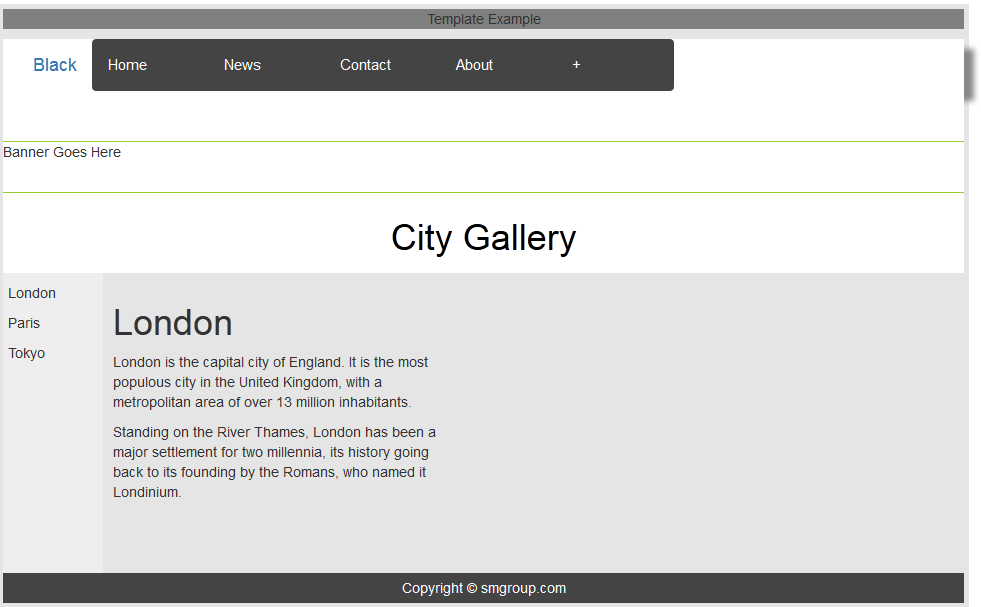 Template Example
Black Home News Contact About +
Banner Goes Here
City Gallery
London
Paris
Tokyo
London
London is the capital city of England. It is the most
populous city in the United Kingdom, with a
metropolitan area of over 13 million inhabitants.
Standing on the River Thames, London has been a
major settlement for two millennia, its history going
back to its founding by the Romans, who named it
Londinium.
Copyright © smgroup.com